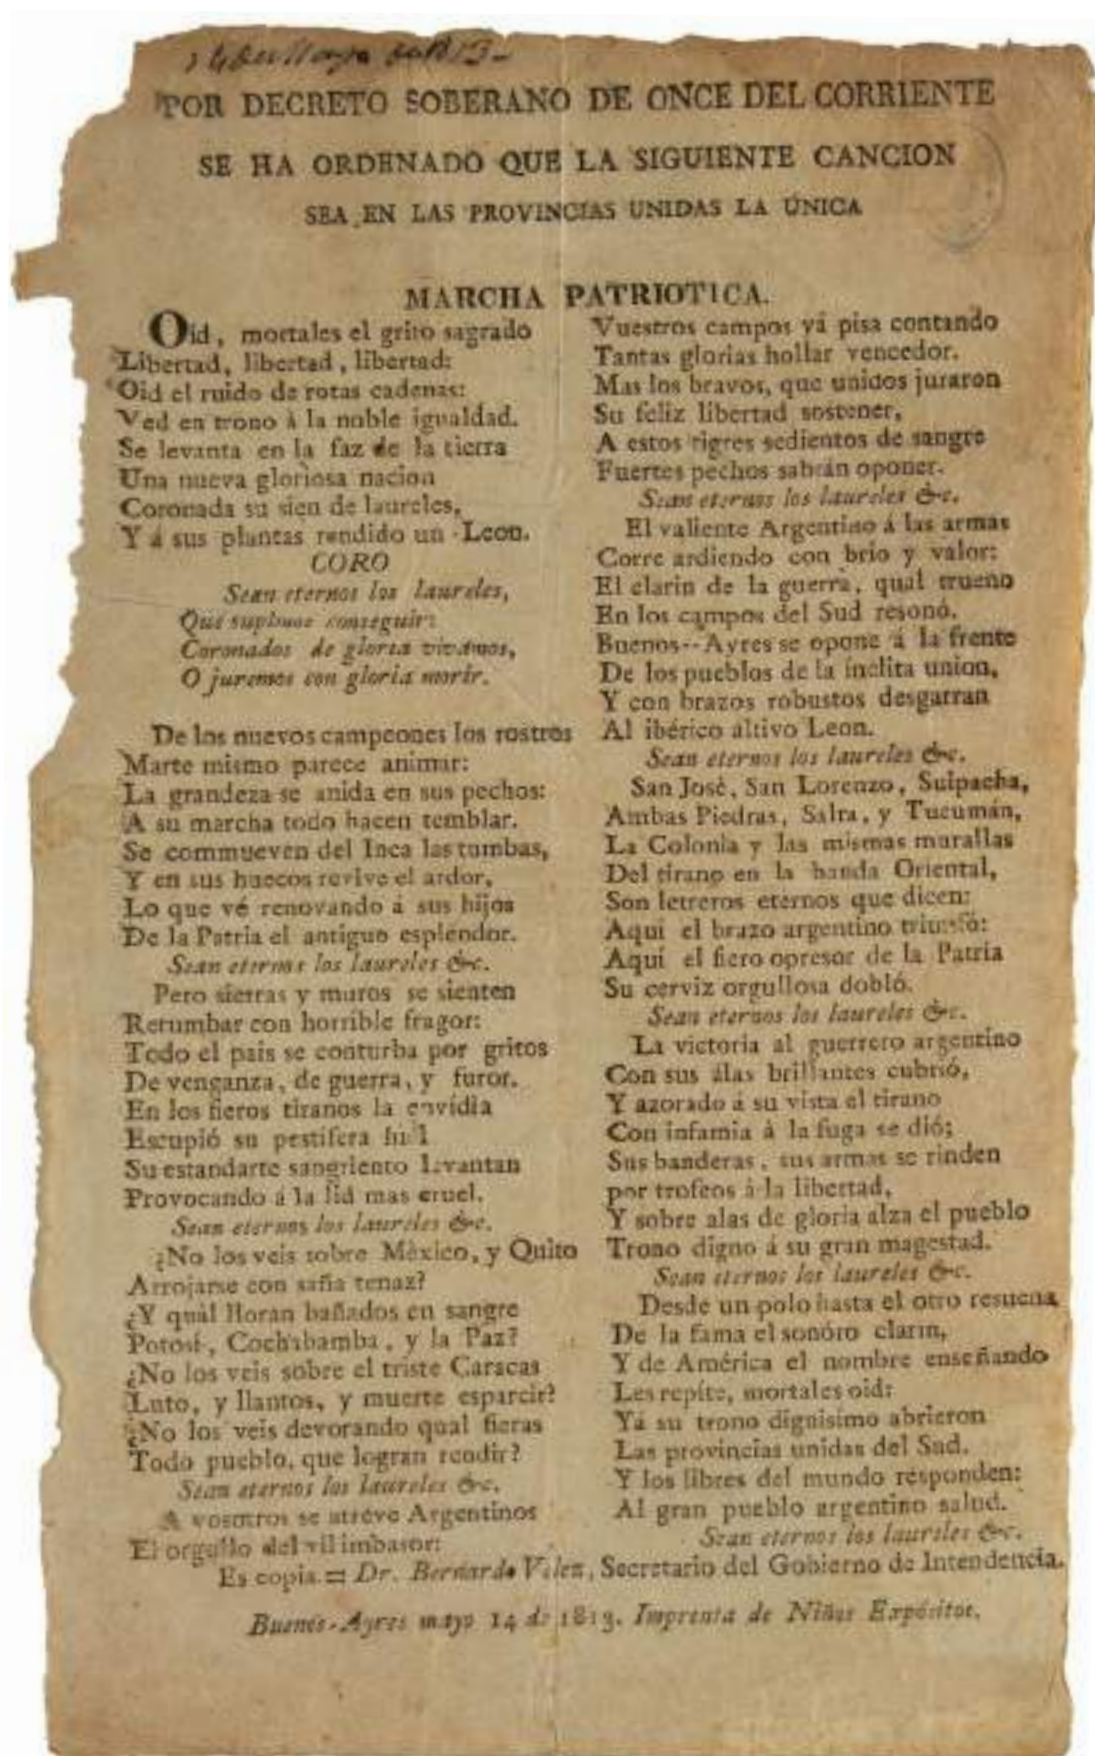 14 de Mayo de 1813-
POR DECRETO SOBERANO DE ONCE DEL CORRIENTE
SE HA ORDENADO QUE LA SIGUIENTE CANCION
SEA EN LAS PROVINCIAS UNIDAS LA ÚNICA
MARCHA PATRIOTICA.
Oid, mortales el grito sagrado
Libertad, libertad, libertad:
Oid el ruido de rotas cadenas:
Ved en trono à la noble igualdad.
Se levanta en la faz de la tierra
Una nueva gloriosa nacion
Coronada su sien de laureles,
Y á sus plantas rendido un Leon.
CORO
Sean eternos los laureles,
Que supimos conseguir:
Coronados de gloria vivamos,
O juremos con gloria morir.
De los nuevos campeones los rostros
Marte mismo parece animar:
La grandeza se anida en sus pechos:
A su marcha todo hacen temblar.
Se commueven del Inca las tumbas,
Y en sus huecos revive el ardor,
Lo que vé renovando á sus hijos
De la Patria el antiguo esplendor.
Sean eternos los laureles &c.
Pero sierras y muros se sienten
Retumbar con horrible fragor:
Todo el pais se conturba por gritos
De venganza, de guerra, y furor.
En los fieros tiranos la envidia
Escupió su pestifera hiel
Su estandarte sangriento levantan
Provocando á la lid mas cruel.
Sean eternos los laureles &c.
¿No los veis sobre Mèxico, y Quito
Arrojarse con saña tenaz?
¿Y quál lloran bañados en sangre
Potosí, Cochabamba, y la Paz?
¿No los veis sobre el triste Caracas
Luto, y llantos, y muerte esparcir?
¿No los veis devorando qual fieras
Todo pueblo, que logran rendir?
Sean eternos los laureles &c.
A vosotros se atreve Argentinos
El orgullo del vil imbasor:
Vuestros campos yá pisa contando
Tantas glorias hollar vencedor.
Mas los bravos, que unidos juraron
Su feliz libertad sostener,
A estos tigres sedientos de sangre
Fuertes pechos sabrán oponer.
Sean eternos los laureles &c.
El valiente Argentino á las armas
Corre ardiendo con brio y valor:
El clarin de la guerra, qual trueno
En los campos del Sud resonó.
Buenos--Ayres se opone á la frente
De los pueblos de la ínclita union,
Y con brazos robustos desgarran
Al ibérico altivo Leon.
Sean eternos los laureles &c.
San José, San Lorenzo, Suipacha,
Ambas Piedras, Salta, y Tucumán,
La Colonia y las mismas murallas
Del tirano en la banda Oriental,
Son letreros eternos que dicen:
Aqui el brazo argentino triunfó:
Aqui el fiero opresor de la Patria
Su cerviz orgullosa dobló.
Sean eternos los laureles &c.
La victoria al guerrero argentino
Con sus álas brillantes cubrió,
Y azorado á su vista el tirano
Con infamia à la fuga se dió;
Sus banderas, sus armas se rinden
por trofeos à la libertad,
Y sobre alas de gloria alza el pueblo
Trono digno á su gran magestad.
Sean eternos los laureles &c.
Desde un polo hasta el otro resuena
De la fama el sonóro clarin,
Y de América el nombre enseñando
Les repíte, mortales oid:
Yá su trono dignisimo abrieron
Las provincias unidas del Sud.
Y los libres del mundo responden:
Al gran pueblo argentino salud.
Sean eternos los laureles &c.
Es copia = Dr. Bernardo Velez, Secretario del Gobierno de Intendencia.
Buenos-Ayres mayo 14 de 1813. Imprenta de Niños Expósitos.